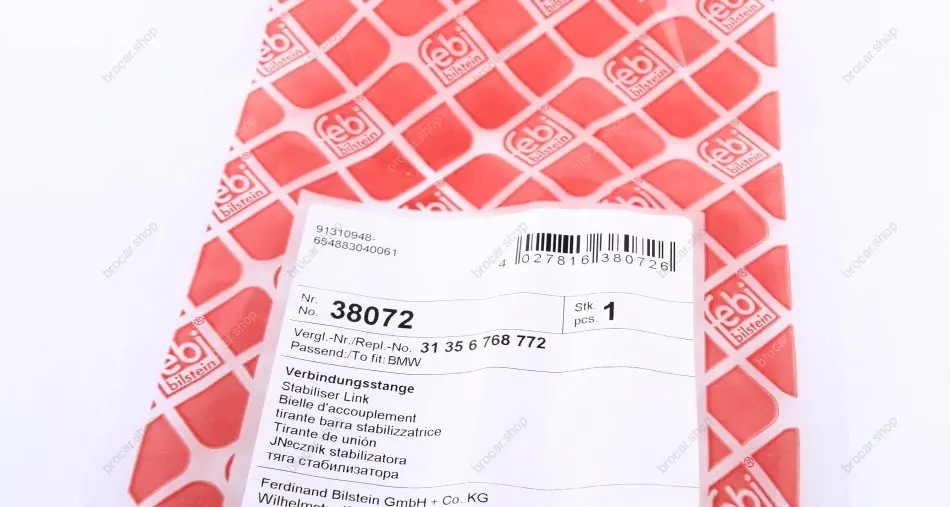 febi
bilstein
91310948-
654883040061
4 027816 380726
Nr.
No. 38072
Stk.
pcs. 1
Vergl.-Nr./Repl.-No. 31 35 6 768 772
Passend:/To fit: BMW
Verbindungsstange
Stabiliser Link
Bielle d'accouplement
tirante barra stabilizzatrice
Tirante de unión
J№cznik stabilizatora
тяга стабилизатора
Ferdinand Bilstein GmbH + Co. KG
brocar.shop